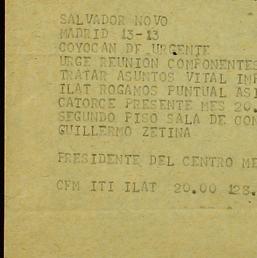 SALVADOR NOVO
MADRID 13-13
COYOCAN DF URGENTE
URGE REUNION COMPONENTES
TRATAR ASUNTOS VITAL IMP
ILAT ROGAMOS PUNTUAL ASI
CATORCE PRESENTE MES 20.
SEGUNDO PISO SALA DE CON
GUILLERMO ZETINA
PRESIDENTE DEL CENTRO ME
CFM ITI ILAT 20.00 128.